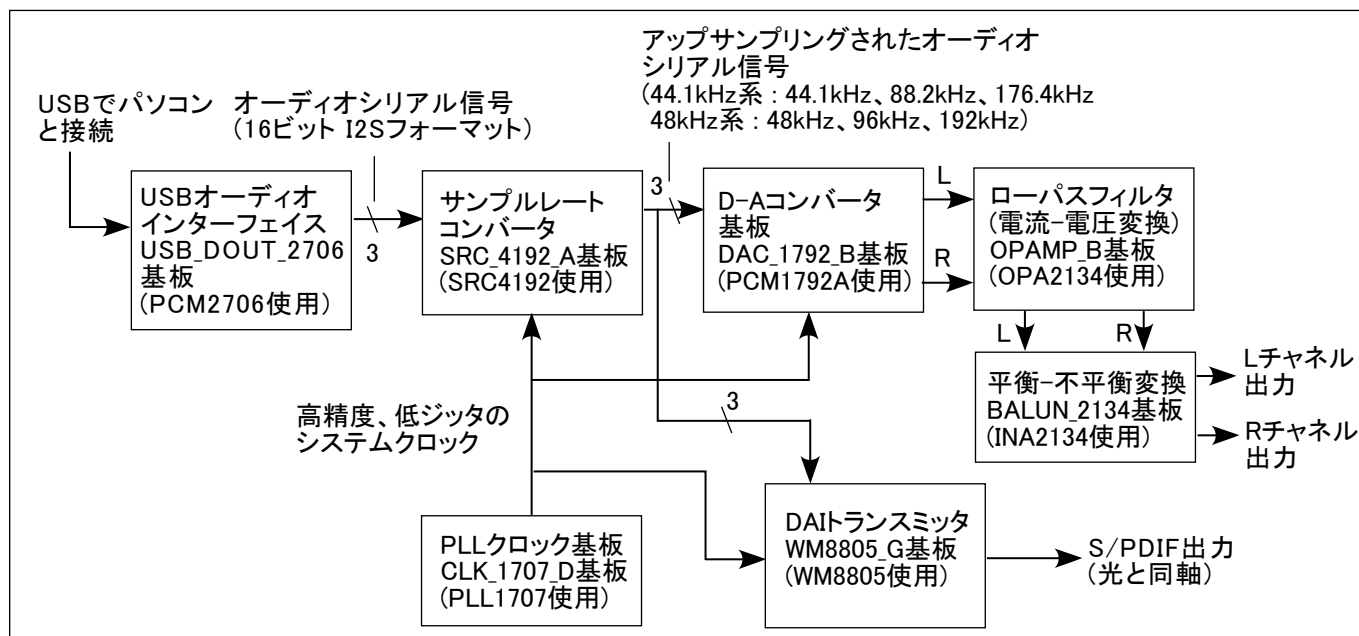 アップサンプリングされたオーディオ
シリアル信号
(44.1kHz系:44.1kHz、88.2kHz、176.4kHz
48kHz系:48kHz、96kHz、192kHz)
USBでパソコン
と接続
オーディオシリアル信号
(16ビット I2Sフォーマット)
USBオーディオ
インターフェイス
USB_DOUT_2706
基板
(PCM2706使用)
3
サンプルレート
コンバータ
SRC_4192_A基板
(SRC4192使用)
3
D-Aコンバータ
基板
DAC_1792_B基板
(PCM1792A使用)
L
R
ローパスフィルタ
(電流-電圧変換)
OPAMP_B基板
(OPA2134使用)
L
R
平衡-不平衡変換
BALUN_2134基板
(INA2134使用)
Lチャネル
出力
Rチャネル
出力
高精度、低ジッタの
システムクロック
3
PLLクロック基板
CLK_1707_D基板
(PLL1707使用)
DAIトランスミッタ
WM8805_G基板
(WM8805使用)
S/PDIF出力
(光と同軸)